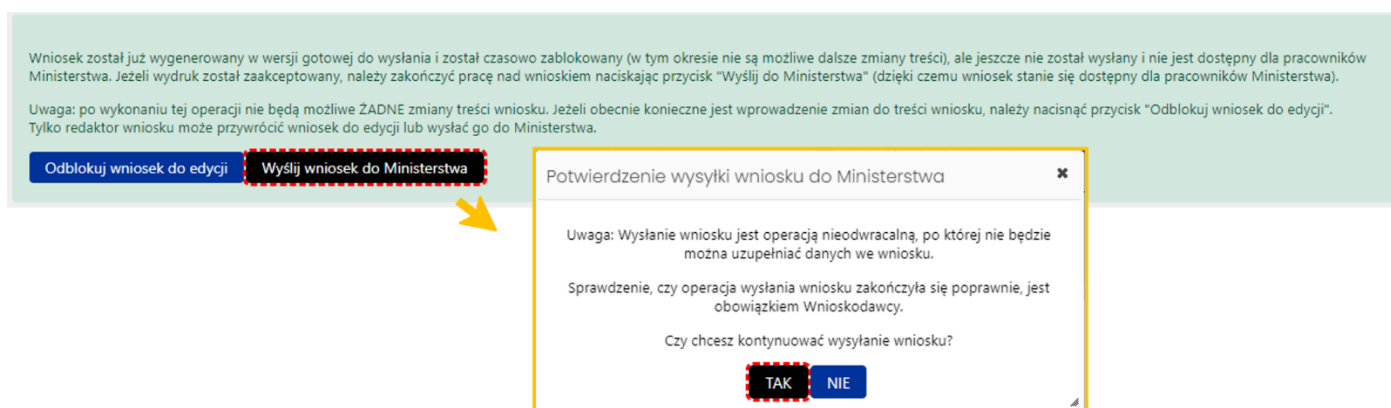 Wniosek został już wygenerowany w wersji gotowej do wysłania i został czasowo zablokowany (w tym okresie nie są możliwe dalsze zmiany treści), ale jeszcze nie został wysłany i nie jest dostępny dla pracowników
Ministerstwa. Jeżeli wydruk został zaakceptowany, należy zakończyć pracę nad wnioskiem naciskając przycisk "Wyślij do Ministerstwa" (dzięki czemu wniosek stanie się dostępny dla pracowników Ministerstwa).
Uwaga: po wykonaniu tej operacji nie będą możliwe ŻADNE zmiany treści wniosku. Jeżeli obecnie konieczne jest wprowadzenie zmian do treści wniosku, należy nacisnąć przycisk "Odblokuj wniosek do edycji".
Tylko redaktor wniosku może przywrócić wniosek do edycji lub wysłać go do Ministerstwa.
Odblokuj wniosek do edycji Wyślij wniosek do Ministerstwa
Potwierdzenie wysyłki wniosku do Ministerstwa
Uwaga: Wysłanie wniosku jest operacją nieodwracalną, po której nie będzie
można uzupełniać danych we wniosku.
Sprawdzenie, czy operacja wysłania wniosku zakończyła się poprawnie, jest
obowiązkiem Wnioskodawcy.
Czy chcesz kontynuować wysyłanie wniosku?
TAK NIE